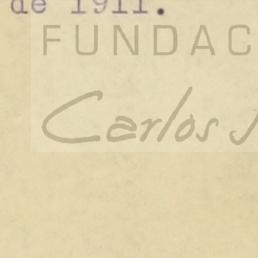 de 1911.
FUNDAC
Carlos J